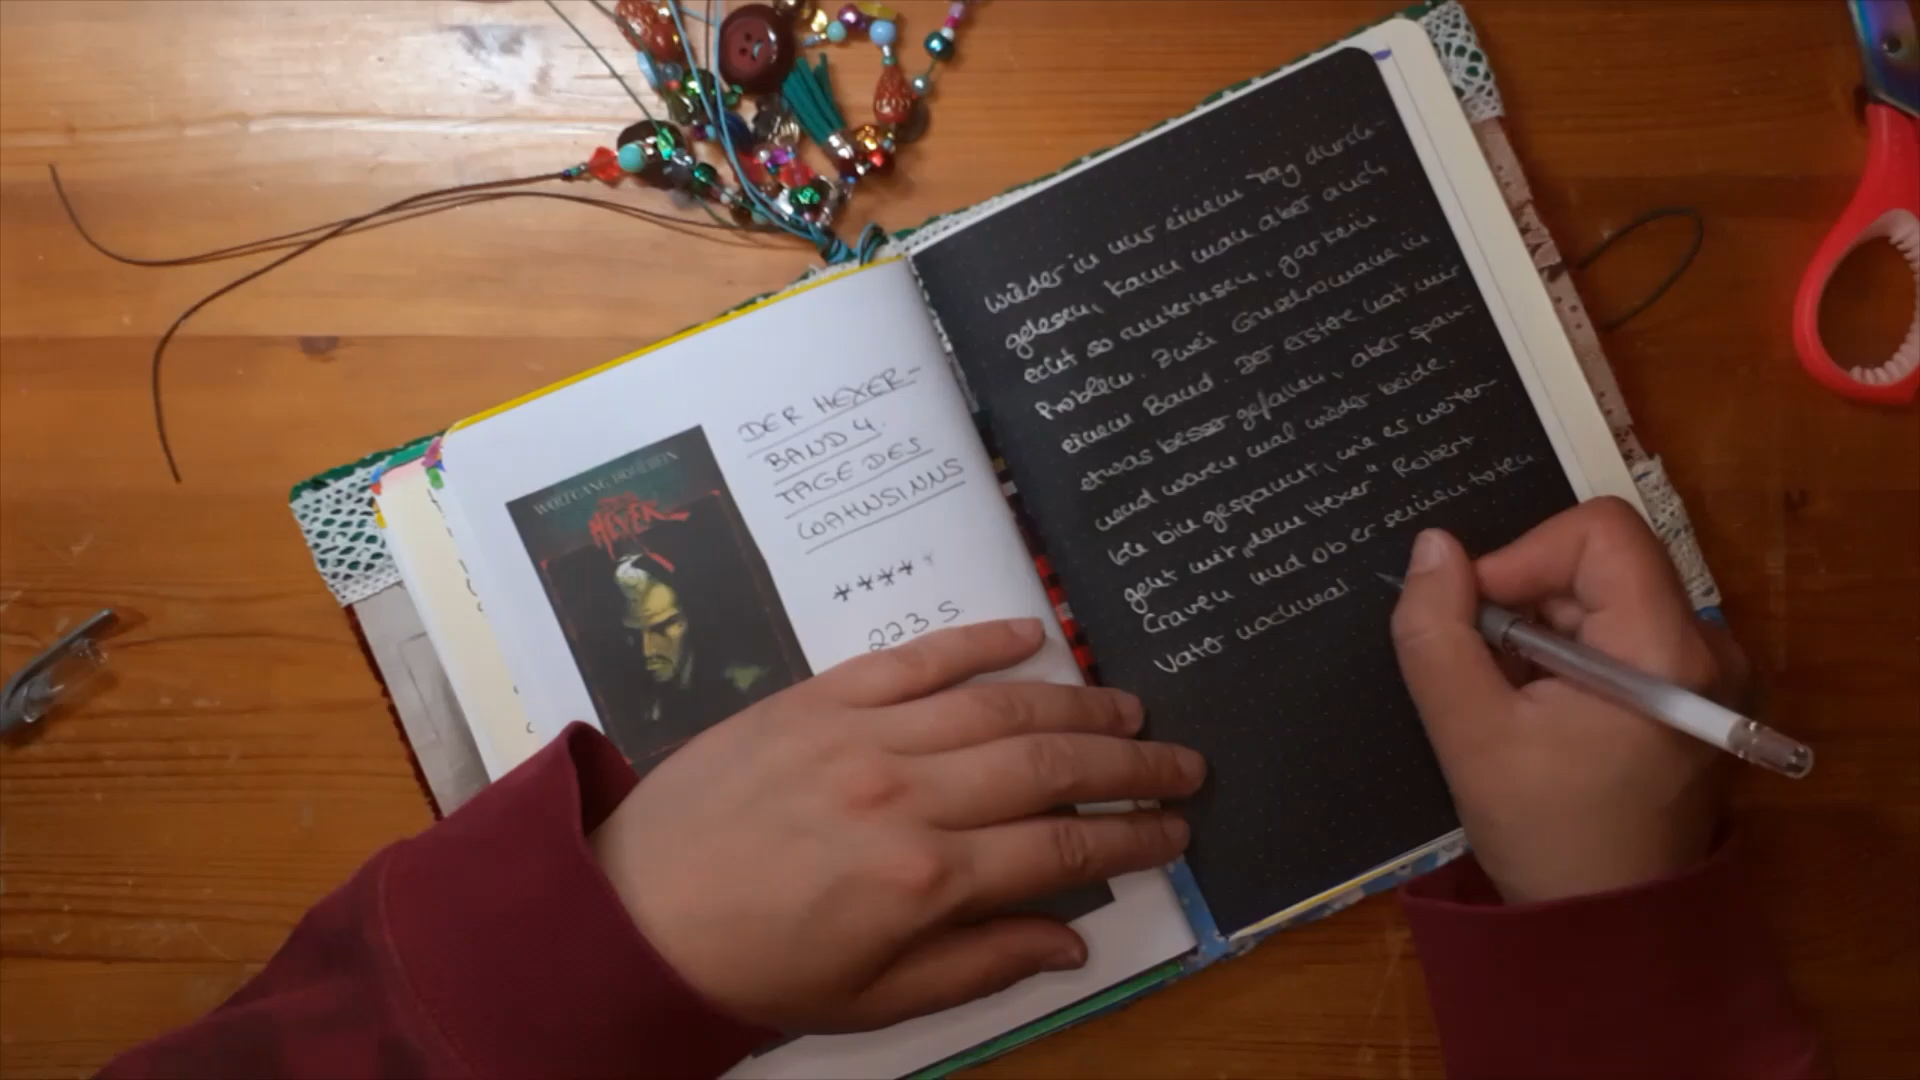 WOLFGANG HOHLBEIN
DER
HEXER
DER HEXER-
BAND 4.
TAGE DES
WAHNSINNS
*****
223 S.
wieder in nur einem Tag durch-
gelesen, kann man aber auch
echt so runterlesen, gar kein
Problem. Zwei Gruselromane in
einem Band. Der erstere hat mir
etwas besser gefallen, aber span-
nend waren mal wieder beide.
Ich bin gespannt, wie es weiter-
geht mit „dem Hexer" Robert
Craven und ob er seinen toten
Vater nochmal